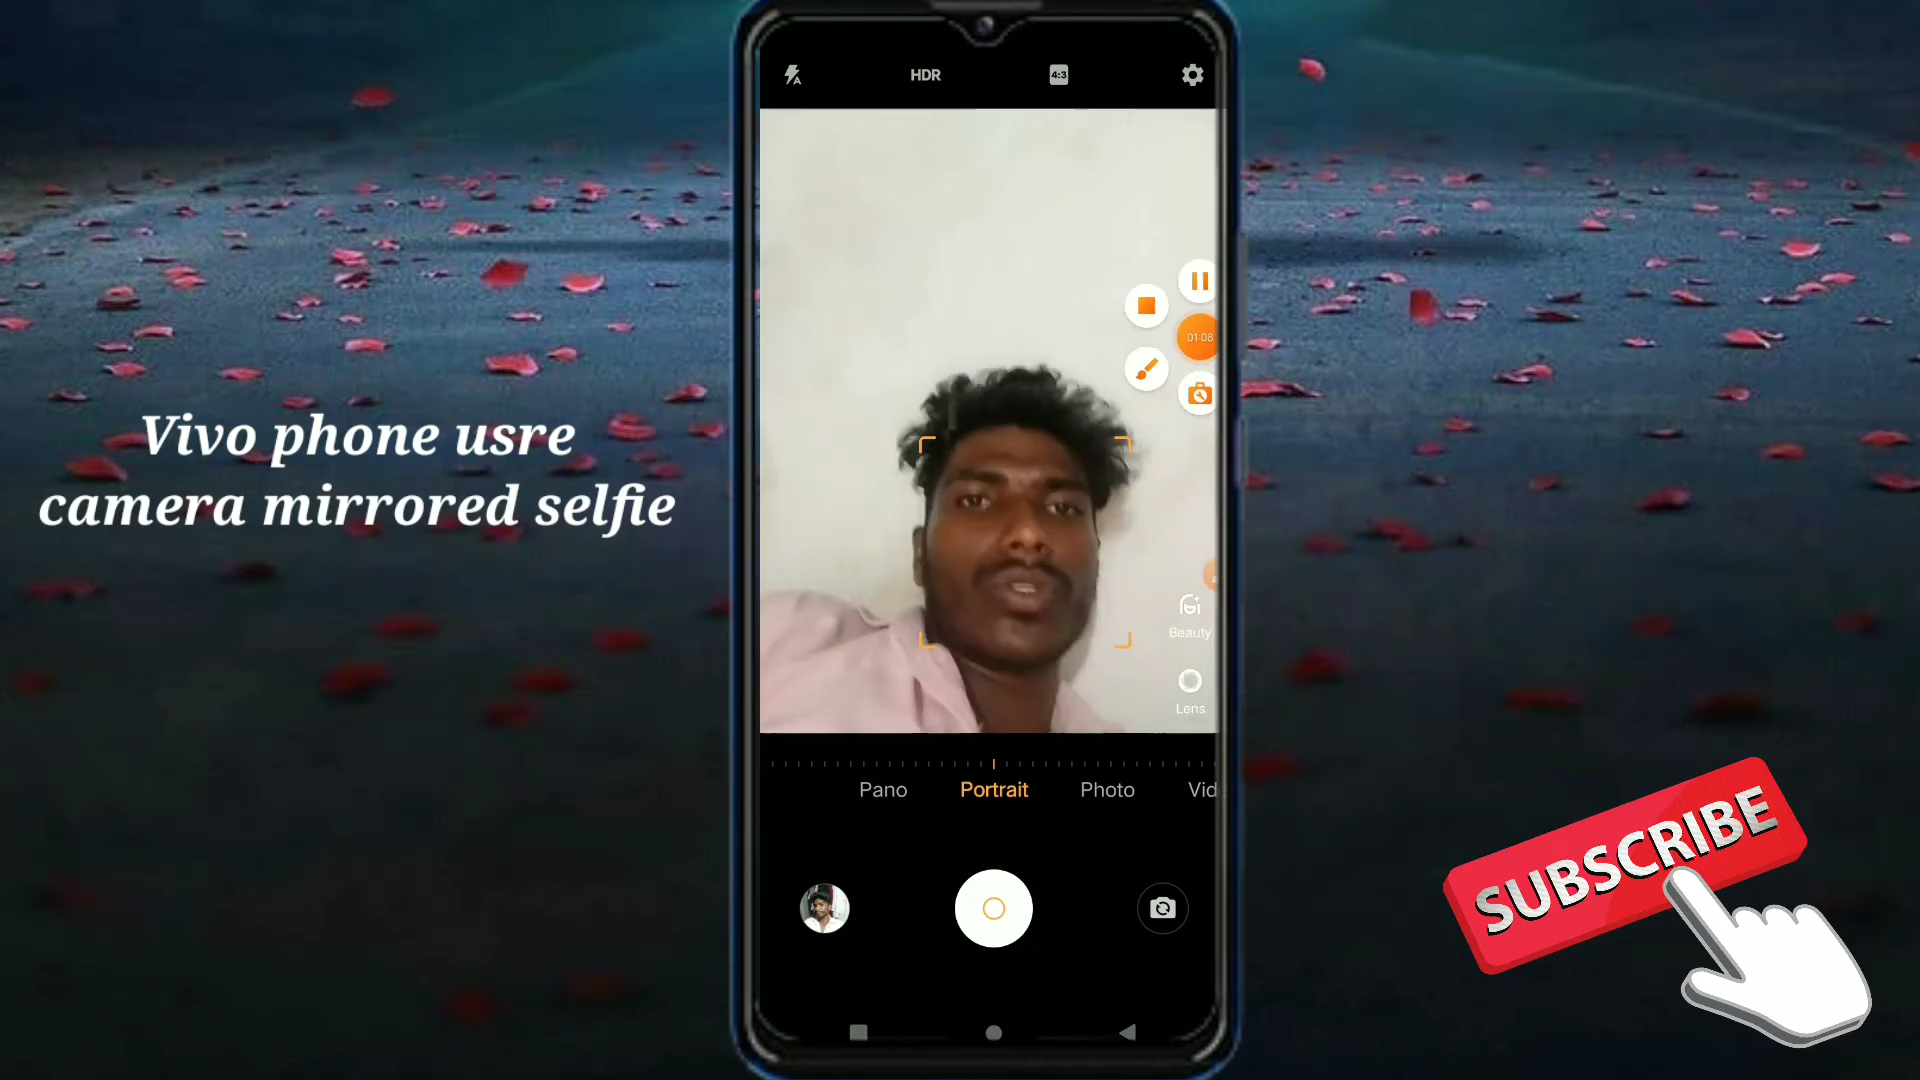 HDR
4:3
01:08
Vivo phone usre
camera mirrored selfie
Beauty
Lens
Pano Portrait Photo Vid
SUBSCRIBE